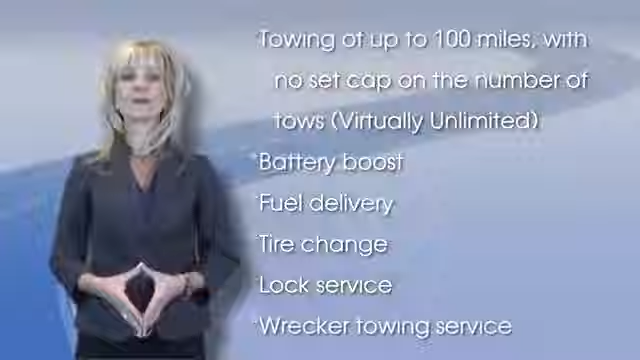 Towing of up to 100 miles, with
no set cap on the number of
tows (Virtually Unlimited)
Battery boost
Fuel delivery
Tire change
Lock service
Wrecker towing service